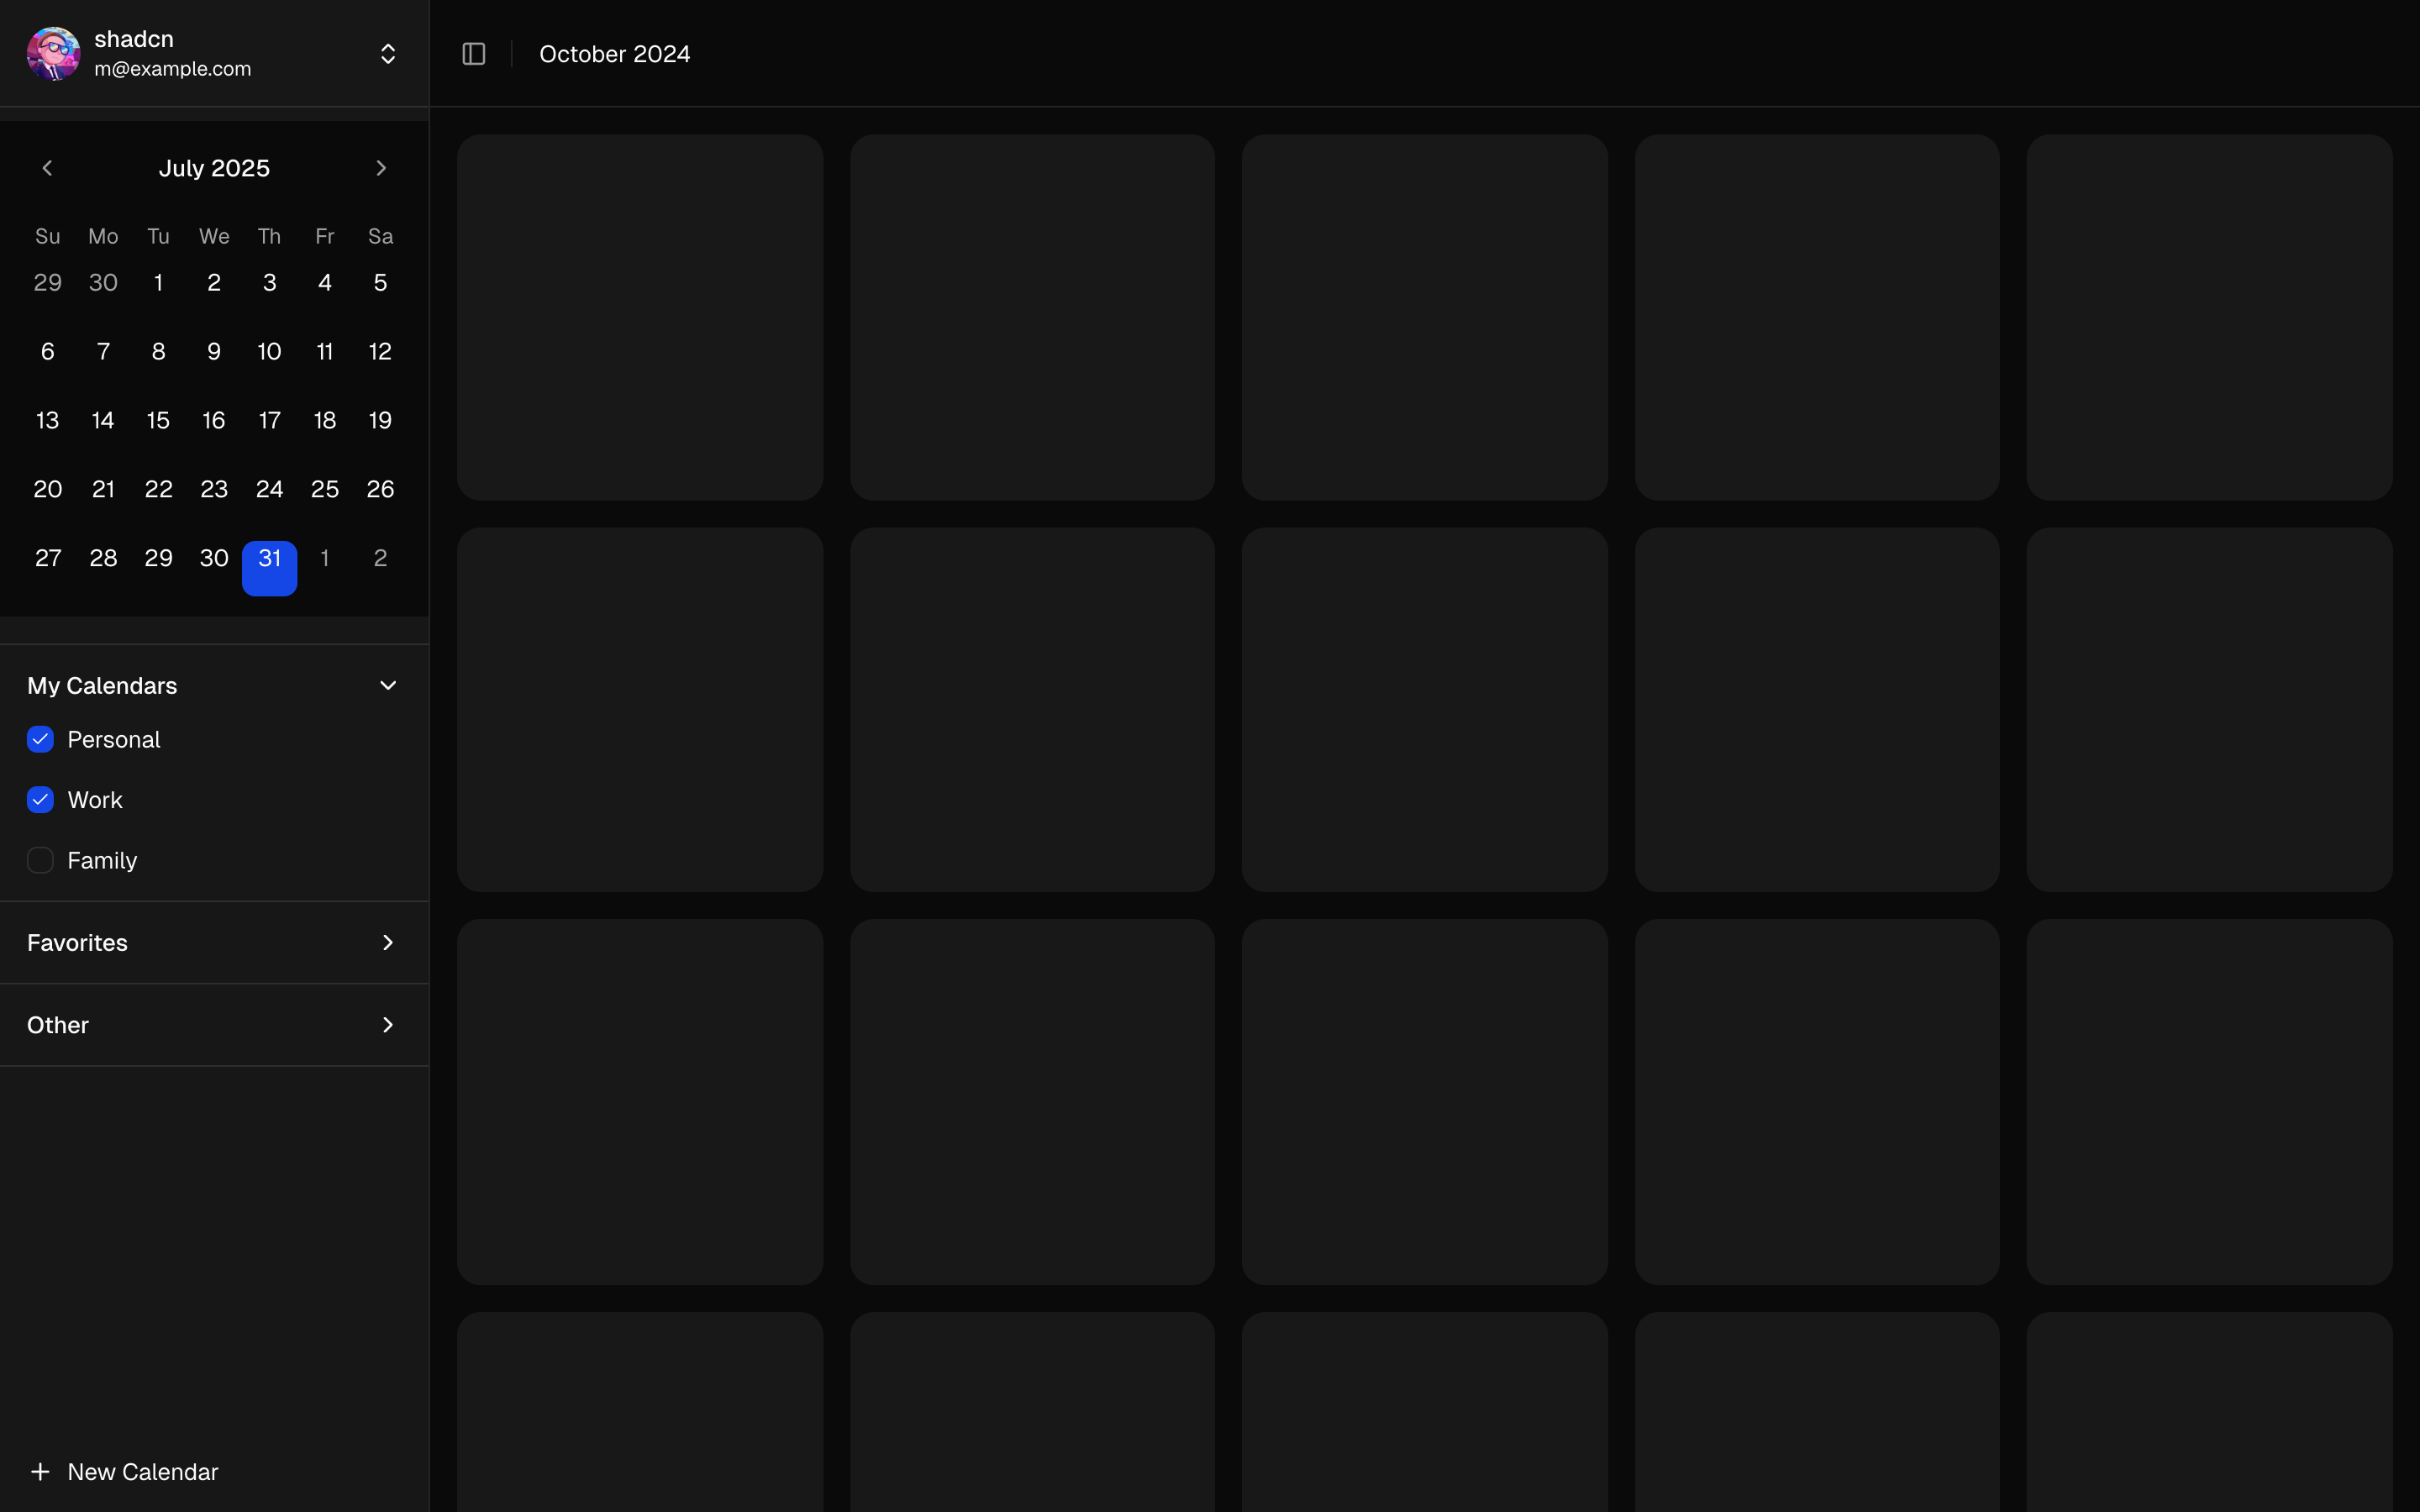 shadcn
m@example.com
October 2024
July 2025
Su Mo Tu We Th Fr Sa
29 30 1 2 3 4 5
6 7 8 9 10 11 12
13 14 15 16 17 18 19
20 21 22 23 24 25 26
27 28 29 30 31 1 2
My Calendars
Personal
Work
Family
Favorites
Other
New Calendar